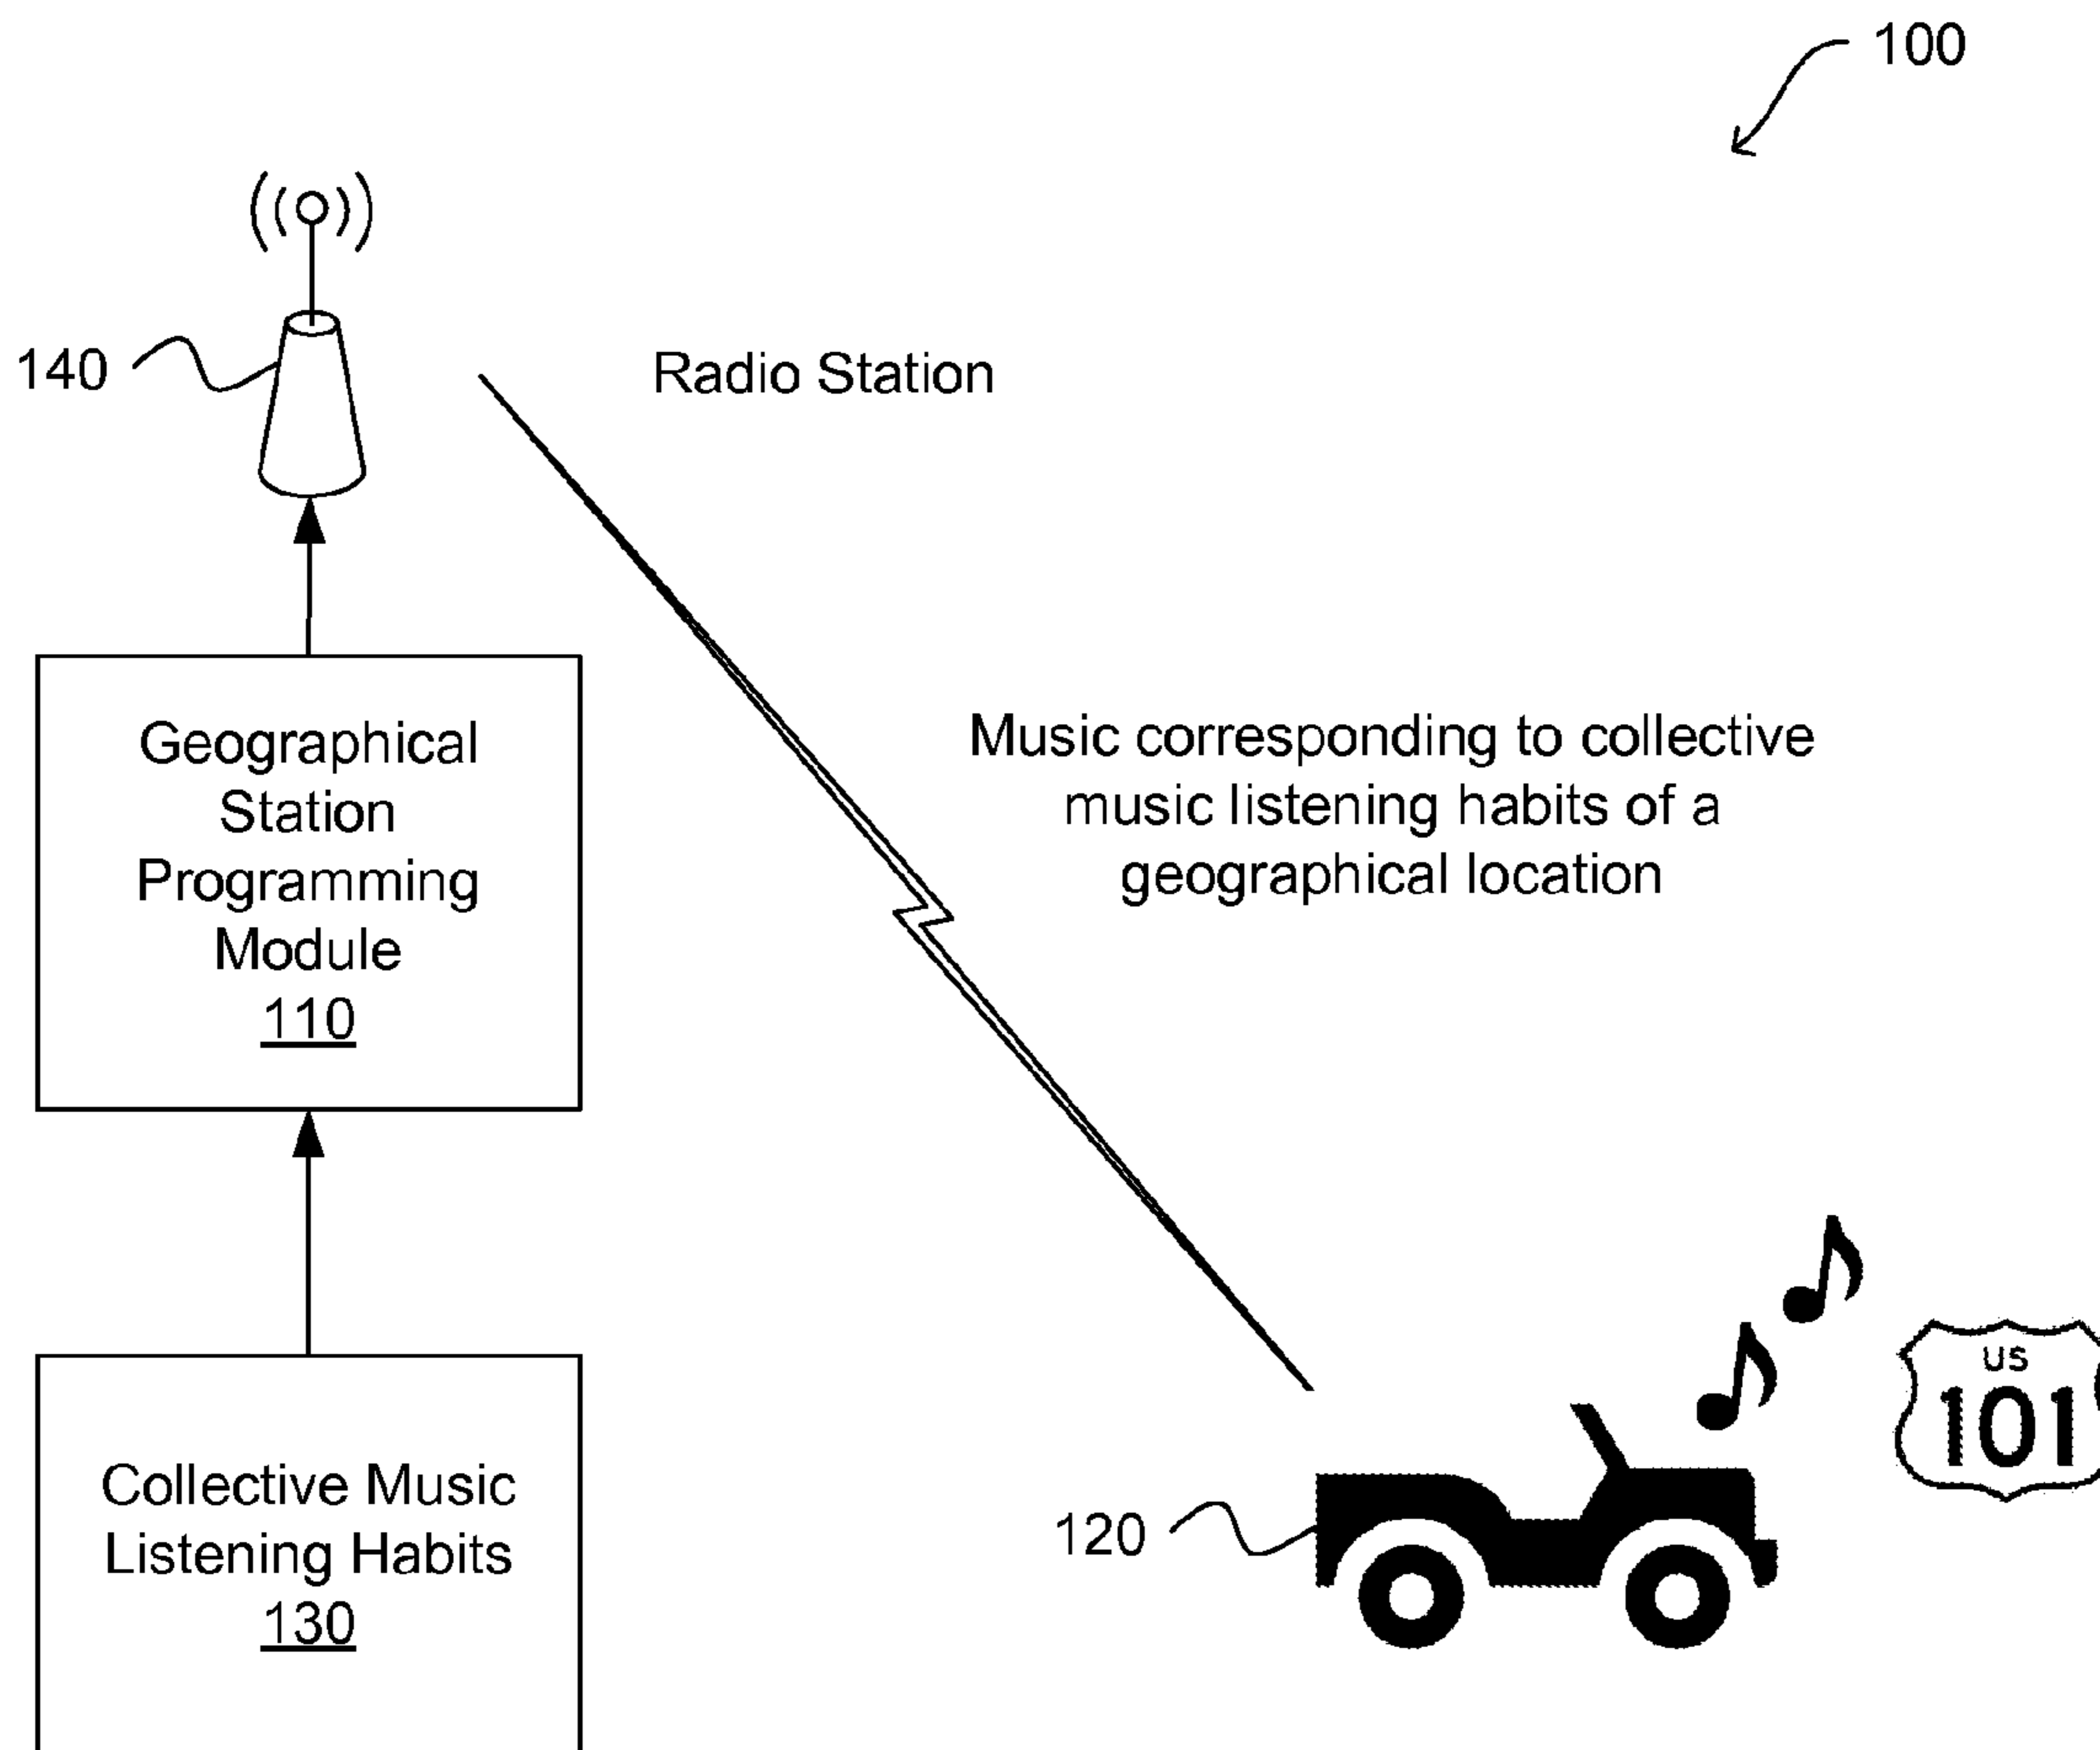 100
140
Radio Station
Geographical
Station
Programming
Module
110
Music corresponding to collective
music listening habits of a
geographical location
Collective Music
Listening Habits
130
120
US
101